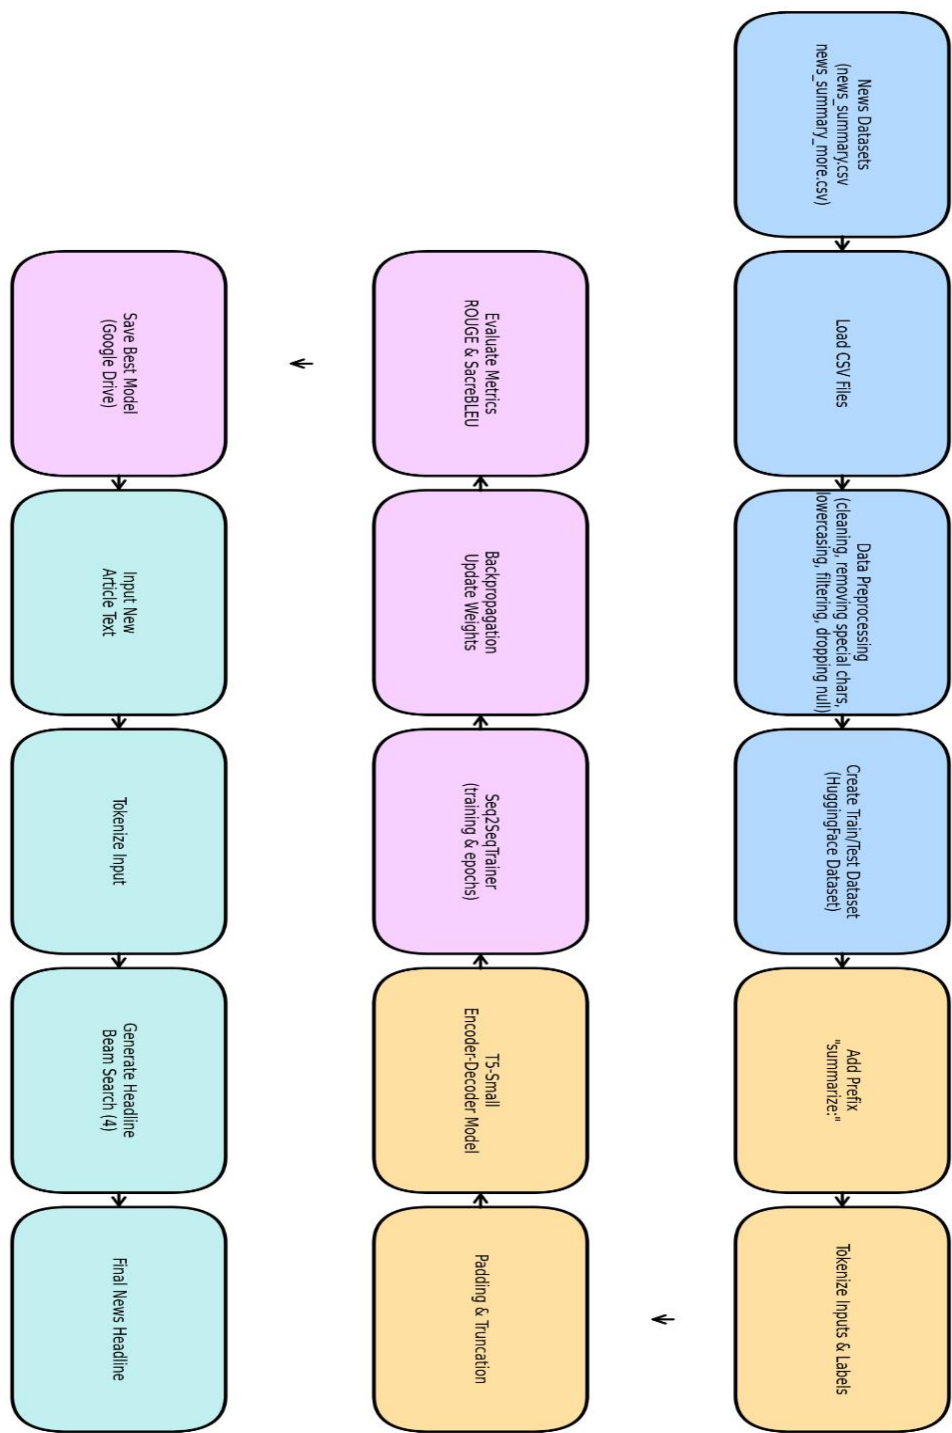 News Datasets
(news_summary.csv
news_summary_more.csv)
Load CSV Files
Data Preprocessing
(cleaning, removing special chars,
lowercasing, filtering, dropping null)
Create Train/Test Dataset
(HuggingFace Dataset)
Add Prefix
"summarize:"
Tokenize Inputs & Labels
Padding & Truncation
T5-Small
Encoder-Decoder Model
Seq2SeqTrainer
(training & epochs)
Backpropagation
Update Weights
Evaluate Metrics
ROUGE & SacreBLEU
Save Best Model
(Google Drive)
Input New
Article Text
Tokenize Input
Generate Headline
Beam Search (4)
Final News Headline